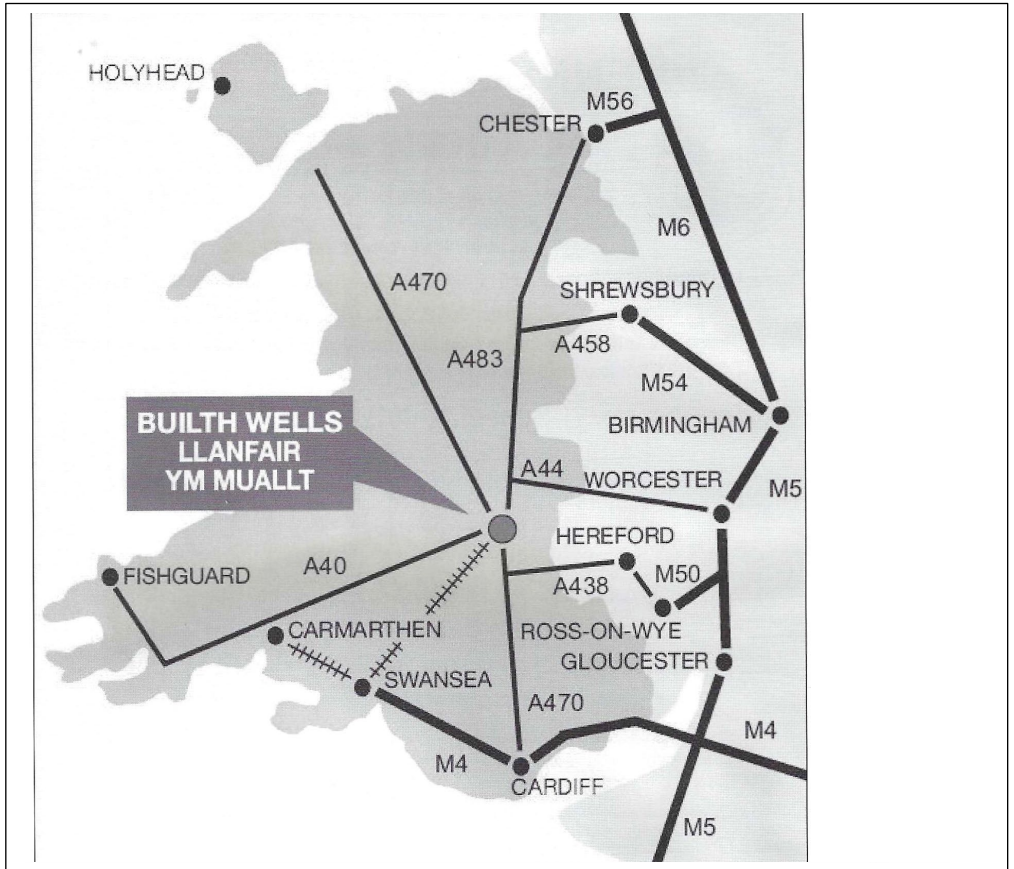 HOLYHEAD
M56
CHESTER
M6
A470
SHREWSBURY
A458
A483
M54
BUILTH WELLS
LLANFAIR
YM MUALLT
BIRMINGHAM
A44
WORCESTER
M5
HEREFORD
A40
FISHGUARD
A438
M50
CARMARTHEN
ROSS-ON-WYE
GLOUCESTER
SWANSEA
A470
M4
M4
CARDIFF
M5